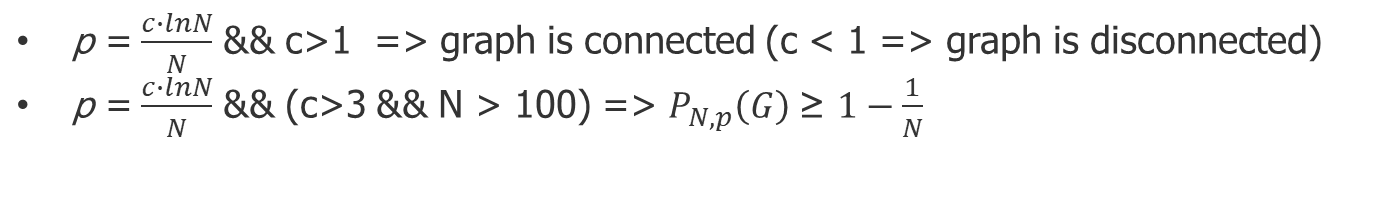 • p = c·lnN/N && c>1 => graph is connected (c < 1 => graph is disconnected)
• p = c·lnN/N && (c>3 && N > 100) => P_{N,p}(G) ≥ 1 − 1/N